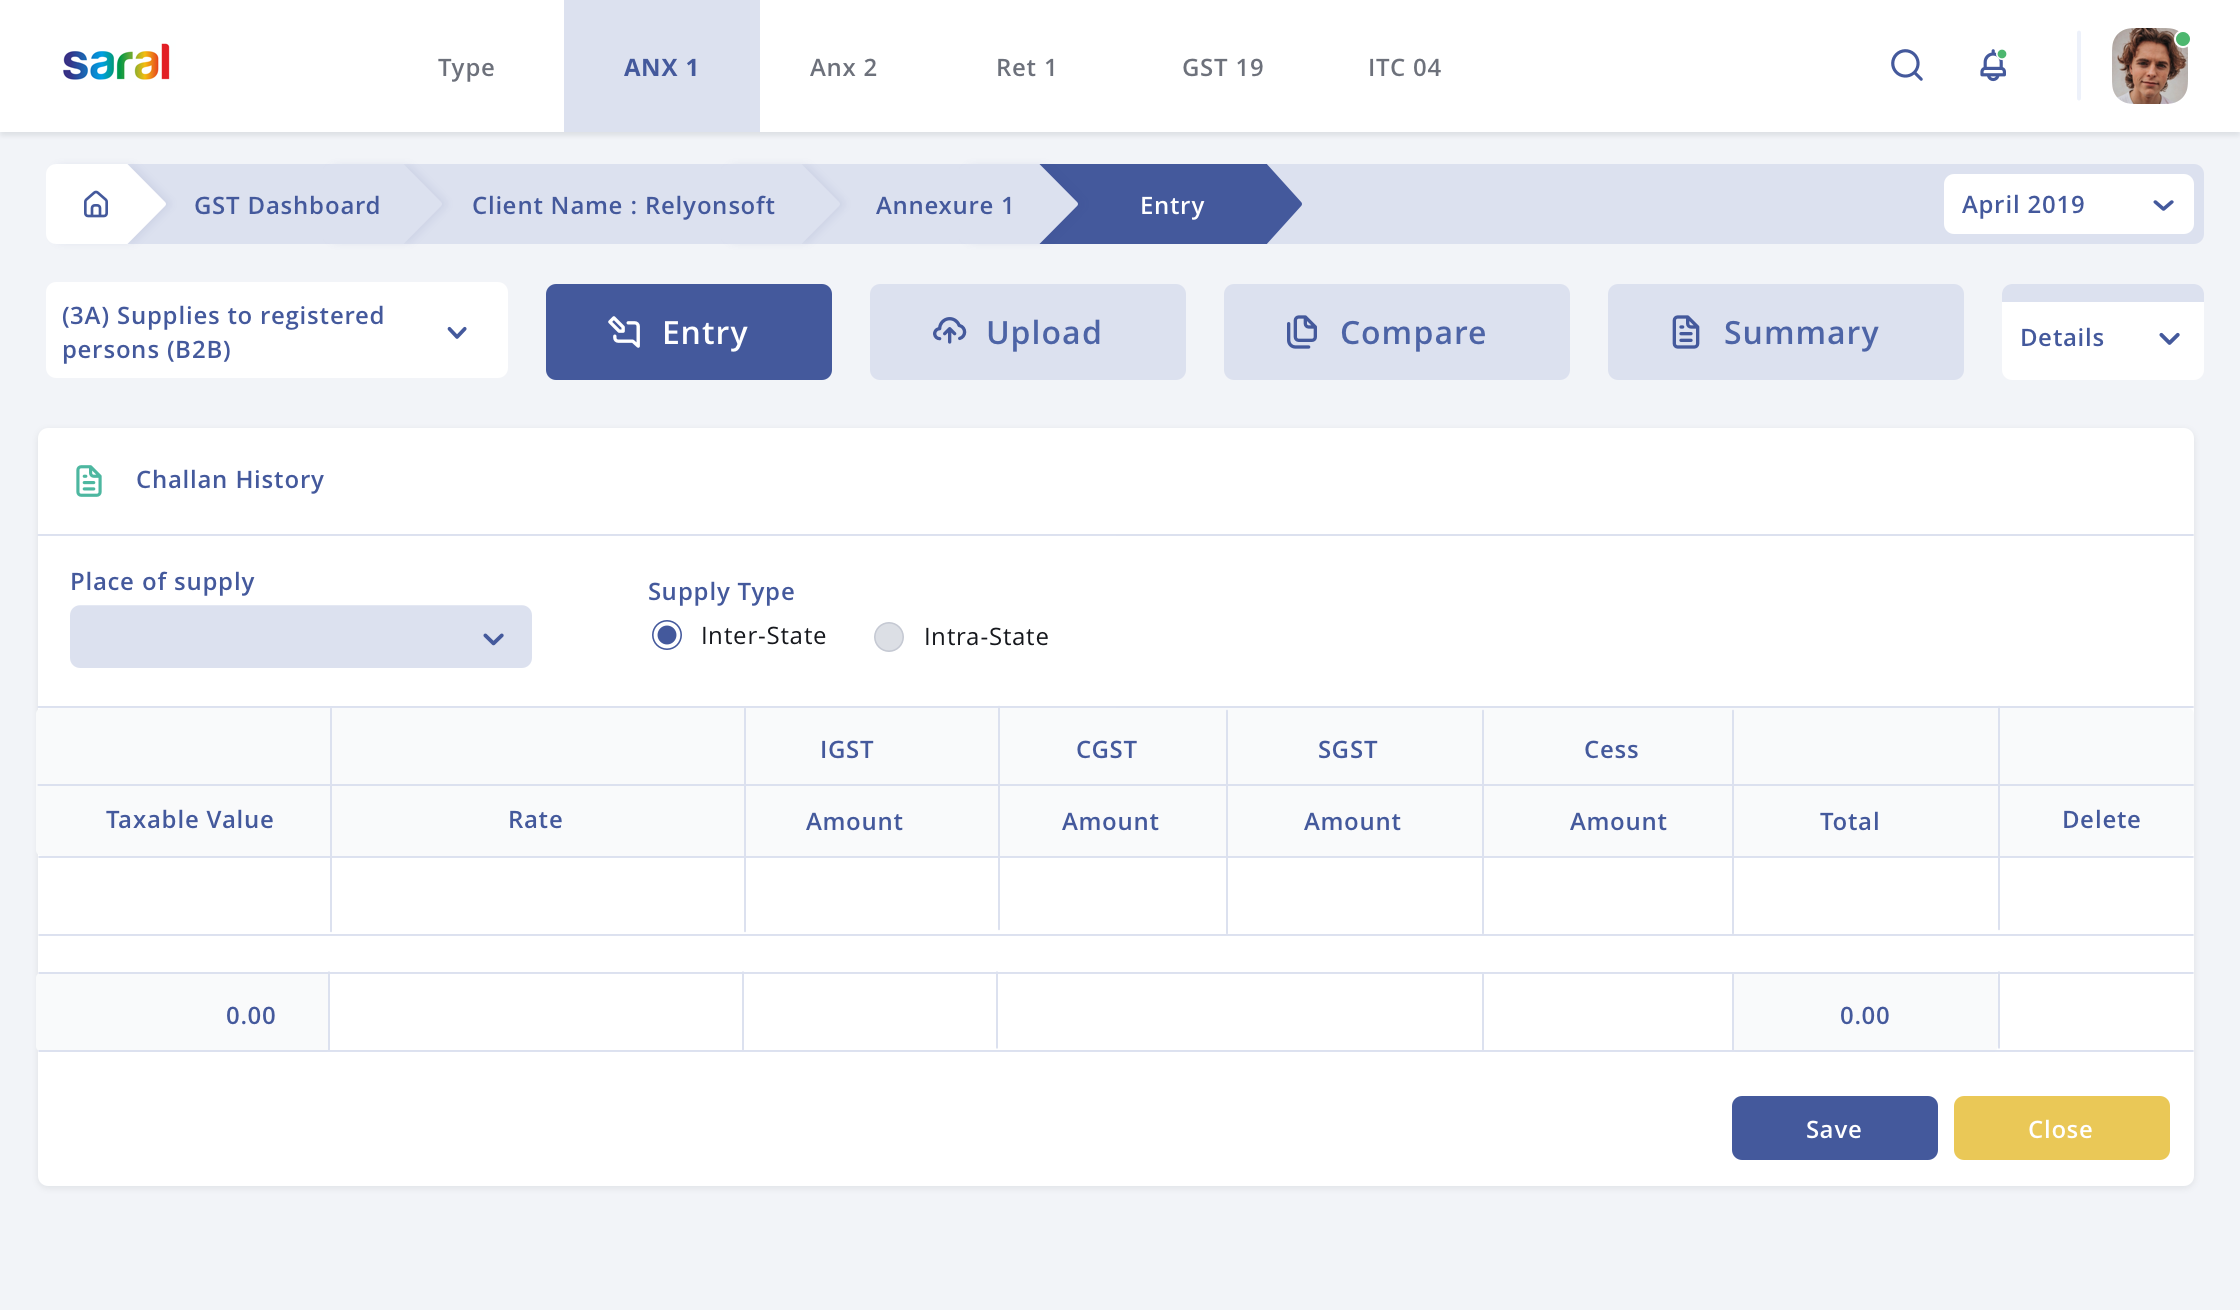 saral
Type
ANX 1
Anx 2
Ret 1
GST 19
ITC 04
GST Dashboard
Client Name : Relyonsoft
Annexure 1
Entry
April 2019
(3A) Supplies to registered
persons (B2B)
Entry
Upload
Compare
Summary
Details
Challan History
Place of supply
Supply Type
Inter-State
Intra-State
IGST
CGST
SGST
Cess
Taxable Value
Rate
Amount
Amount
Amount
Amount
Total
Delete
0.00
0.00
Save
Close